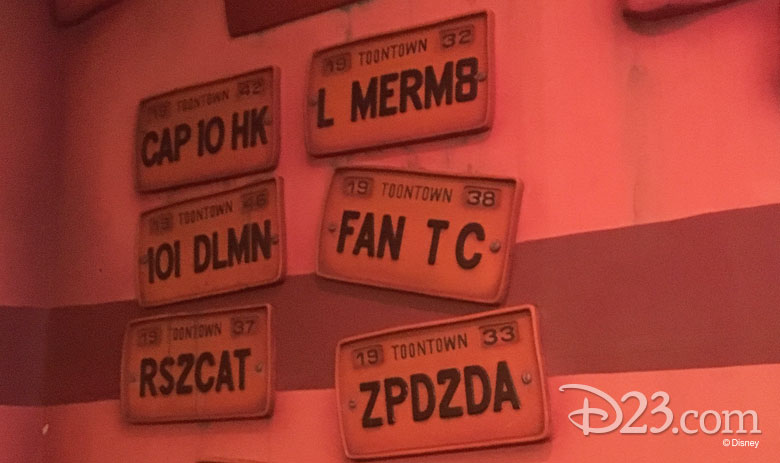 19 TOONTOWN 42
CAP 10 HK
19 TOONTOWN 32
L MERM8
19 TOONTOWN 46
101 DLMN
19 TOONTOWN 38
FAN T C
19 TOONTOWN 37
RS2CAT
19 TOONTOWN 33
ZPD2DA
D23.com
© Disney